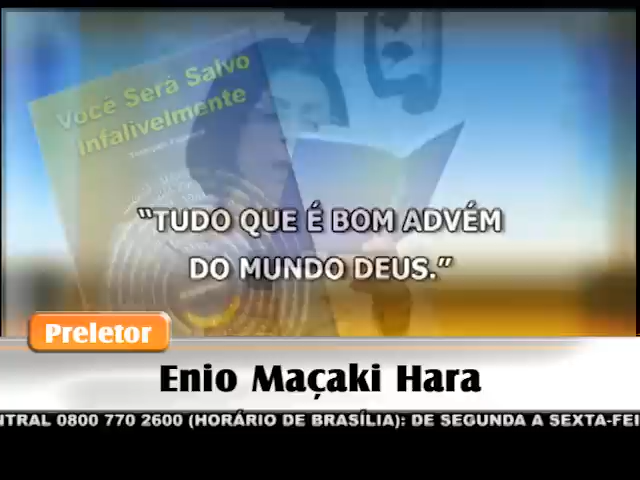 Você Será Salvo
Infalivelmente
“TUDO QUE É BOM ADVÉM
DO MUNDO DEUS.”
Preletor
Enio Maçaki Hara
NTRAL 0800 770 2600 (HORÁRIO DE BRASÍLIA): DE SEGUNDA A SEXTA-FEI